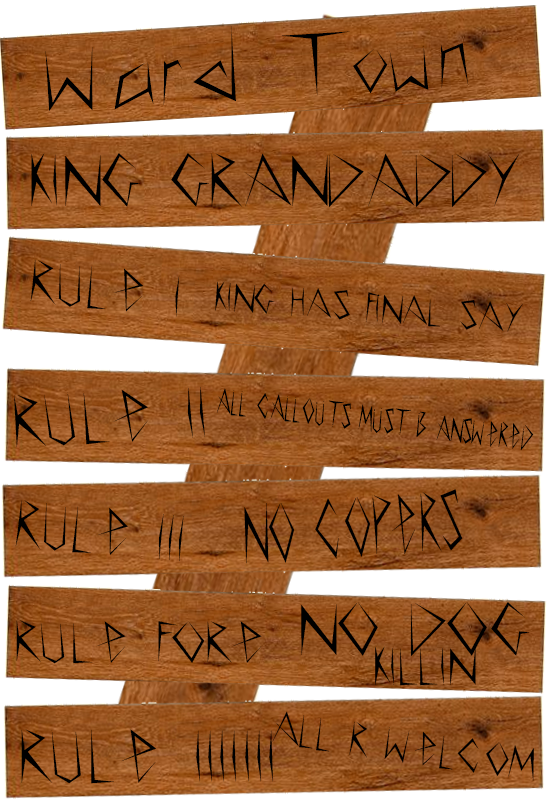 Ward Town
KING GRANDADDY
RULe I KING HAS FINAL SAY
RULe II ALL CALLOUTS MUST B ANSWeReD
RULe III NO COPeRS
RULe FORe NO DOG
KILLIN
RULe IIIIIII ALL R WeLCOM